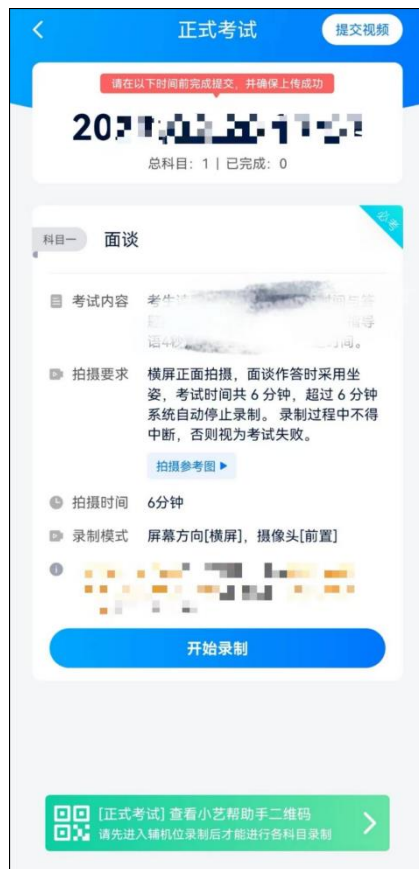 正式考试
提交视频
请在以下时间前完成提交，并确保上传成功
总科目：1 | 已完成：0
必考
科目一
面谈
考试内容
考生
语4秒
时间。
拍摄要求
横屏正面拍摄，面谈作答时采用坐
姿，考试时间共 6 分钟，超过 6 分钟
系统自动停止录制。 录制过程中不得
中断，否则视为考试失败。
拍摄参考图
拍摄时间
6分钟
录制模式
屏幕方向[横屏]，摄像头[前置]
开始录制
[正式考试] 查看小艺帮助手二维码
请先进入辅机位录制后才能进行各科目录制